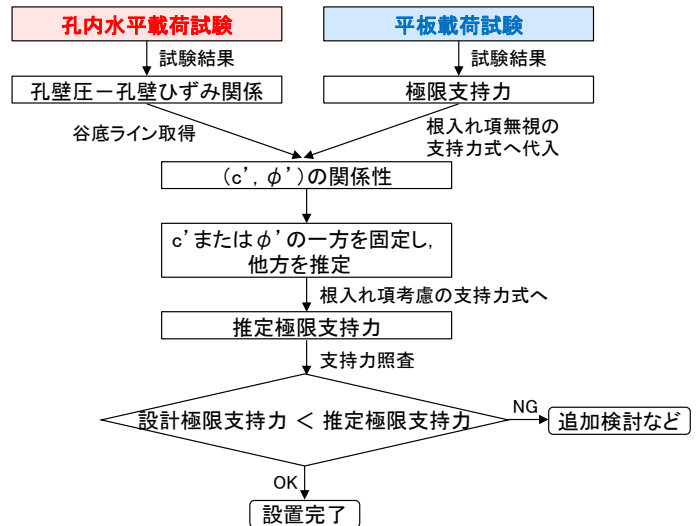 孔内水平載荷試験
平板載荷試験
試験結果
試験結果
孔壁圧－孔壁ひずみ関係
極限支持力
谷底ライン取得
根入れ項無視の
支持力式へ代入
(c’, φ’)の関係性
c’またはφ’の一方を固定し,
他方を推定
根入れ項考慮の支持力式へ
推定極限支持力
支持力照査
設計極限支持力 ＜ 推定極限支持力
NG
追加検討など
OK
設置完了